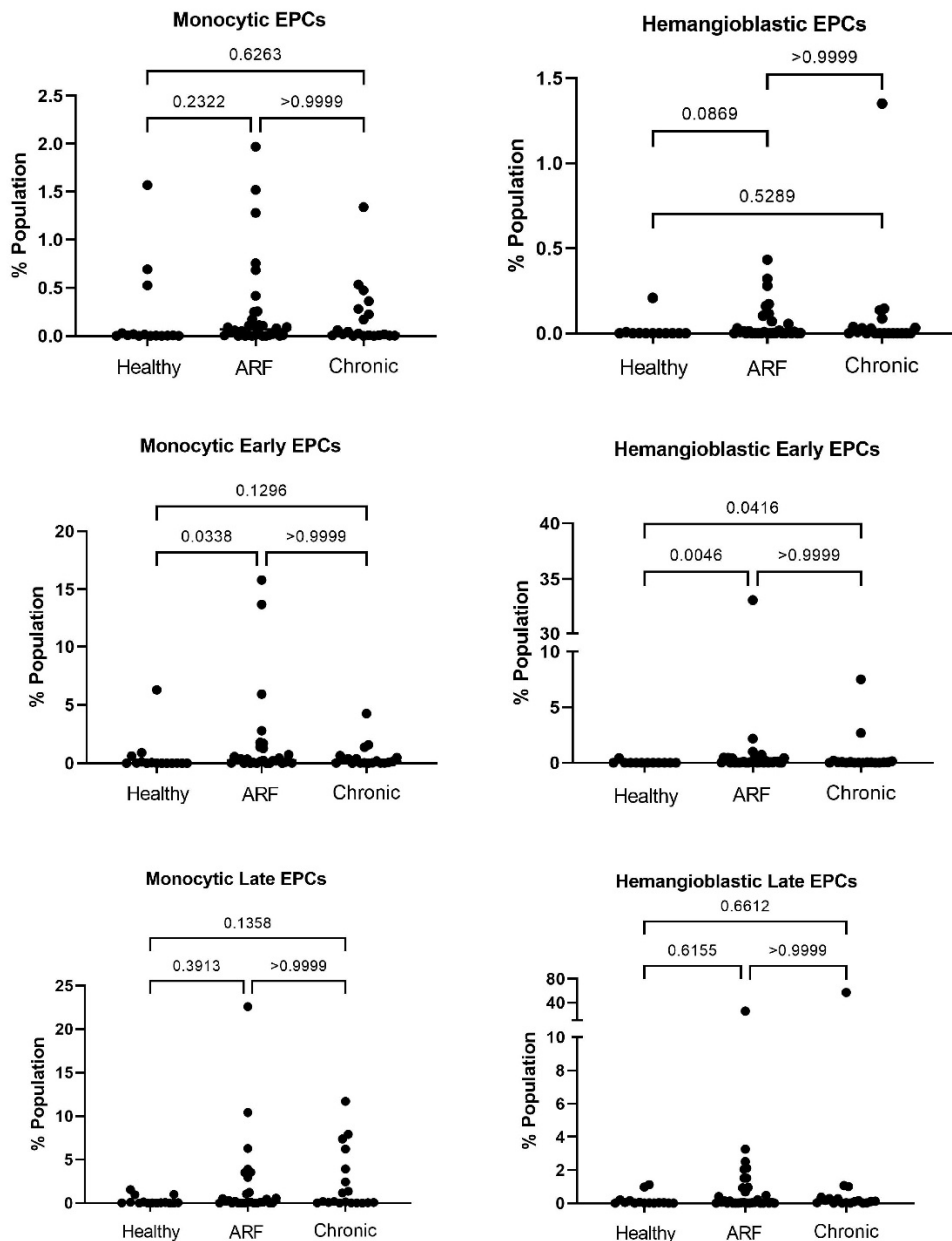 Monocytic EPCs
0.6263
0.2322
>0.9999
2.5
2.0
1.5
1.0
0.5
0.0
% Population
Healthy
ARF
Chronic
Hemangioblastic EPCs
>0.9999
0.0869
0.5289
1.5
1.0
0.5
0.0
% Population
Healthy
ARF
Chronic
Monocytic Early EPCs
0.1296
0.0338
>0.9999
20
15
10
5
0
% Population
Healthy
ARF
Chronic
Hemangioblastic Early EPCs
0.0416
0.0046
>0.9999
40
35
30
10
5
0
% Population
Healthy
ARF
Chronic
Monocytic Late EPCs
0.1358
0.3913
>0.9999
25
20
15
10
5
0
% Population
Healthy
ARF
Chronic
Hemangioblastic Late EPCs
0.6612
0.6155
>0.9999
80
40
10
8
6
4
2
0
% Population
Healthy
ARF
Chronic